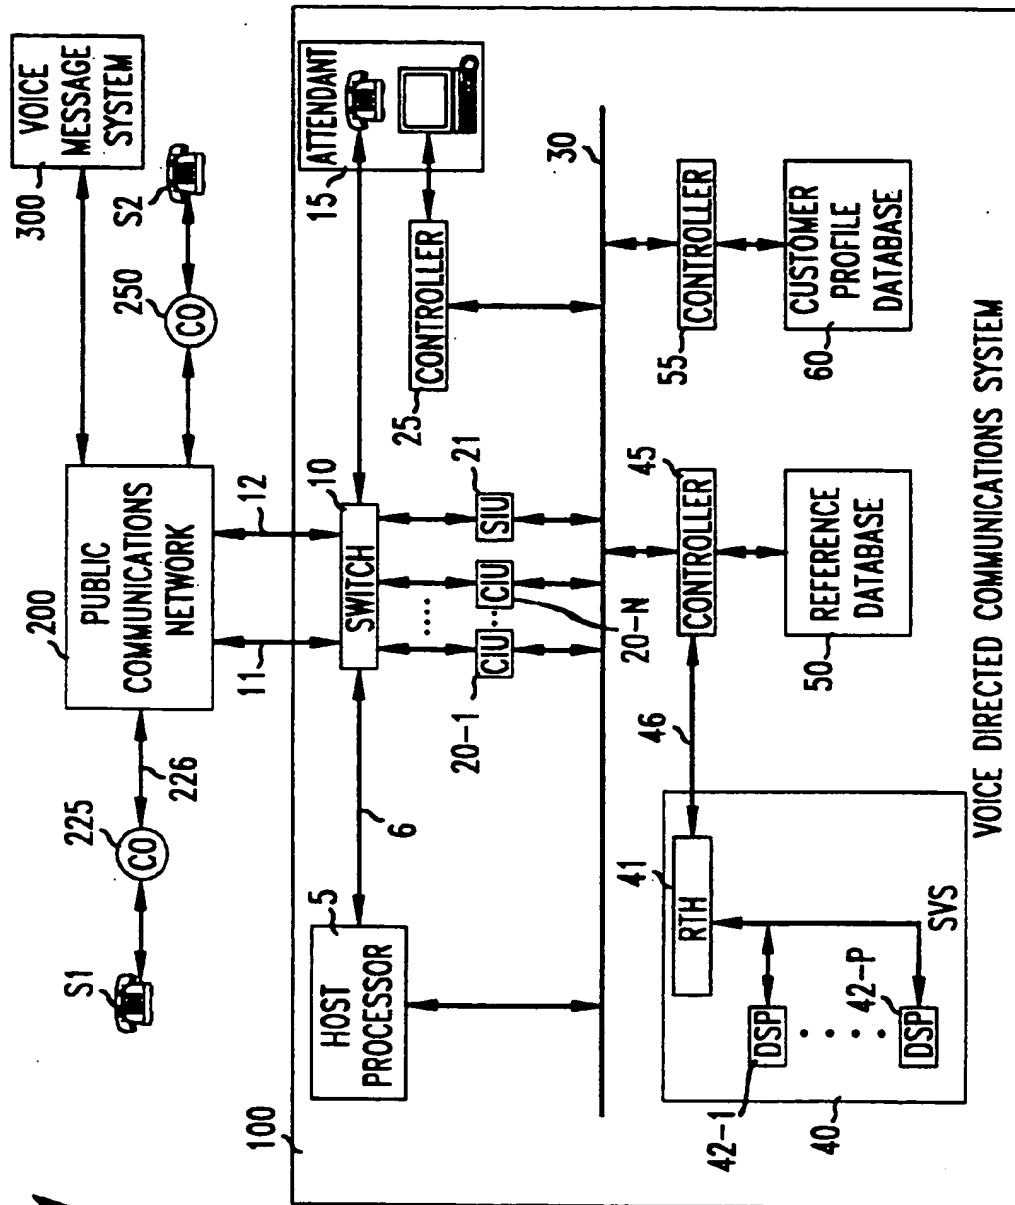 300
VOICE
MESSAGE
SYSTEM
S2
250
CO
200
PUBLIC
COMMUNICATIONS
NETWORK
226
225
CO
S1
11
12
100
HOST
PROCESSOR
5
6
SWITCH
10
15
ATTENDANT
25
CONTROLLER
20-1
CIU
....
..
CIU
20-N
SIU
21
30
41
RTH
46
CONTROLLER
45
55
CONTROLLER
42-1
DSP
....
42-P
DSP
SVS
40
50
REFERENCE
DATABASE
60
CUSTOMER
PROFILE
DATABASE
VOICE DIRECTED COMMUNICATIONS SYSTEM